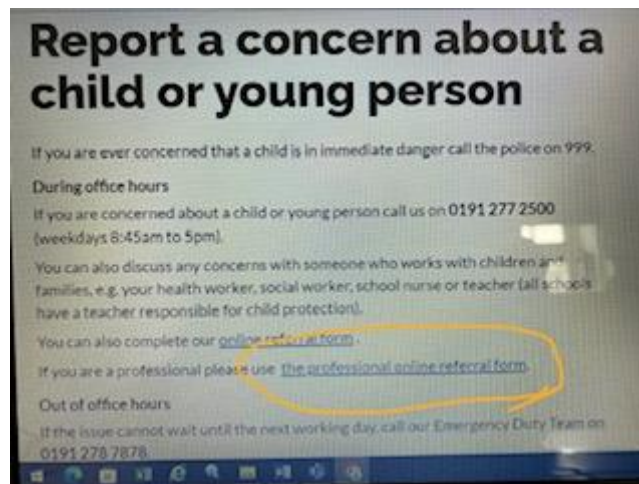 Report a concern about a
child or young person
If you are ever concerned that a child is in immediate danger call the police on 999.
During office hours
If you are concerned about a child or young person call us on 0191 277 2500
(weekdays 8:45am to 5pm).
You can also discuss any concerns with someone who works with children and
families, e.g. your health worker, social worker, school nurse or teacher (all schools
have a teacher responsible for child protection).
You can also complete our online referral form.
If you are a professional please use the professional online referral form.
Out of office hours
If the issue cannot wait until the next working day, call our Emergency Duty Team on
0191 278 7878